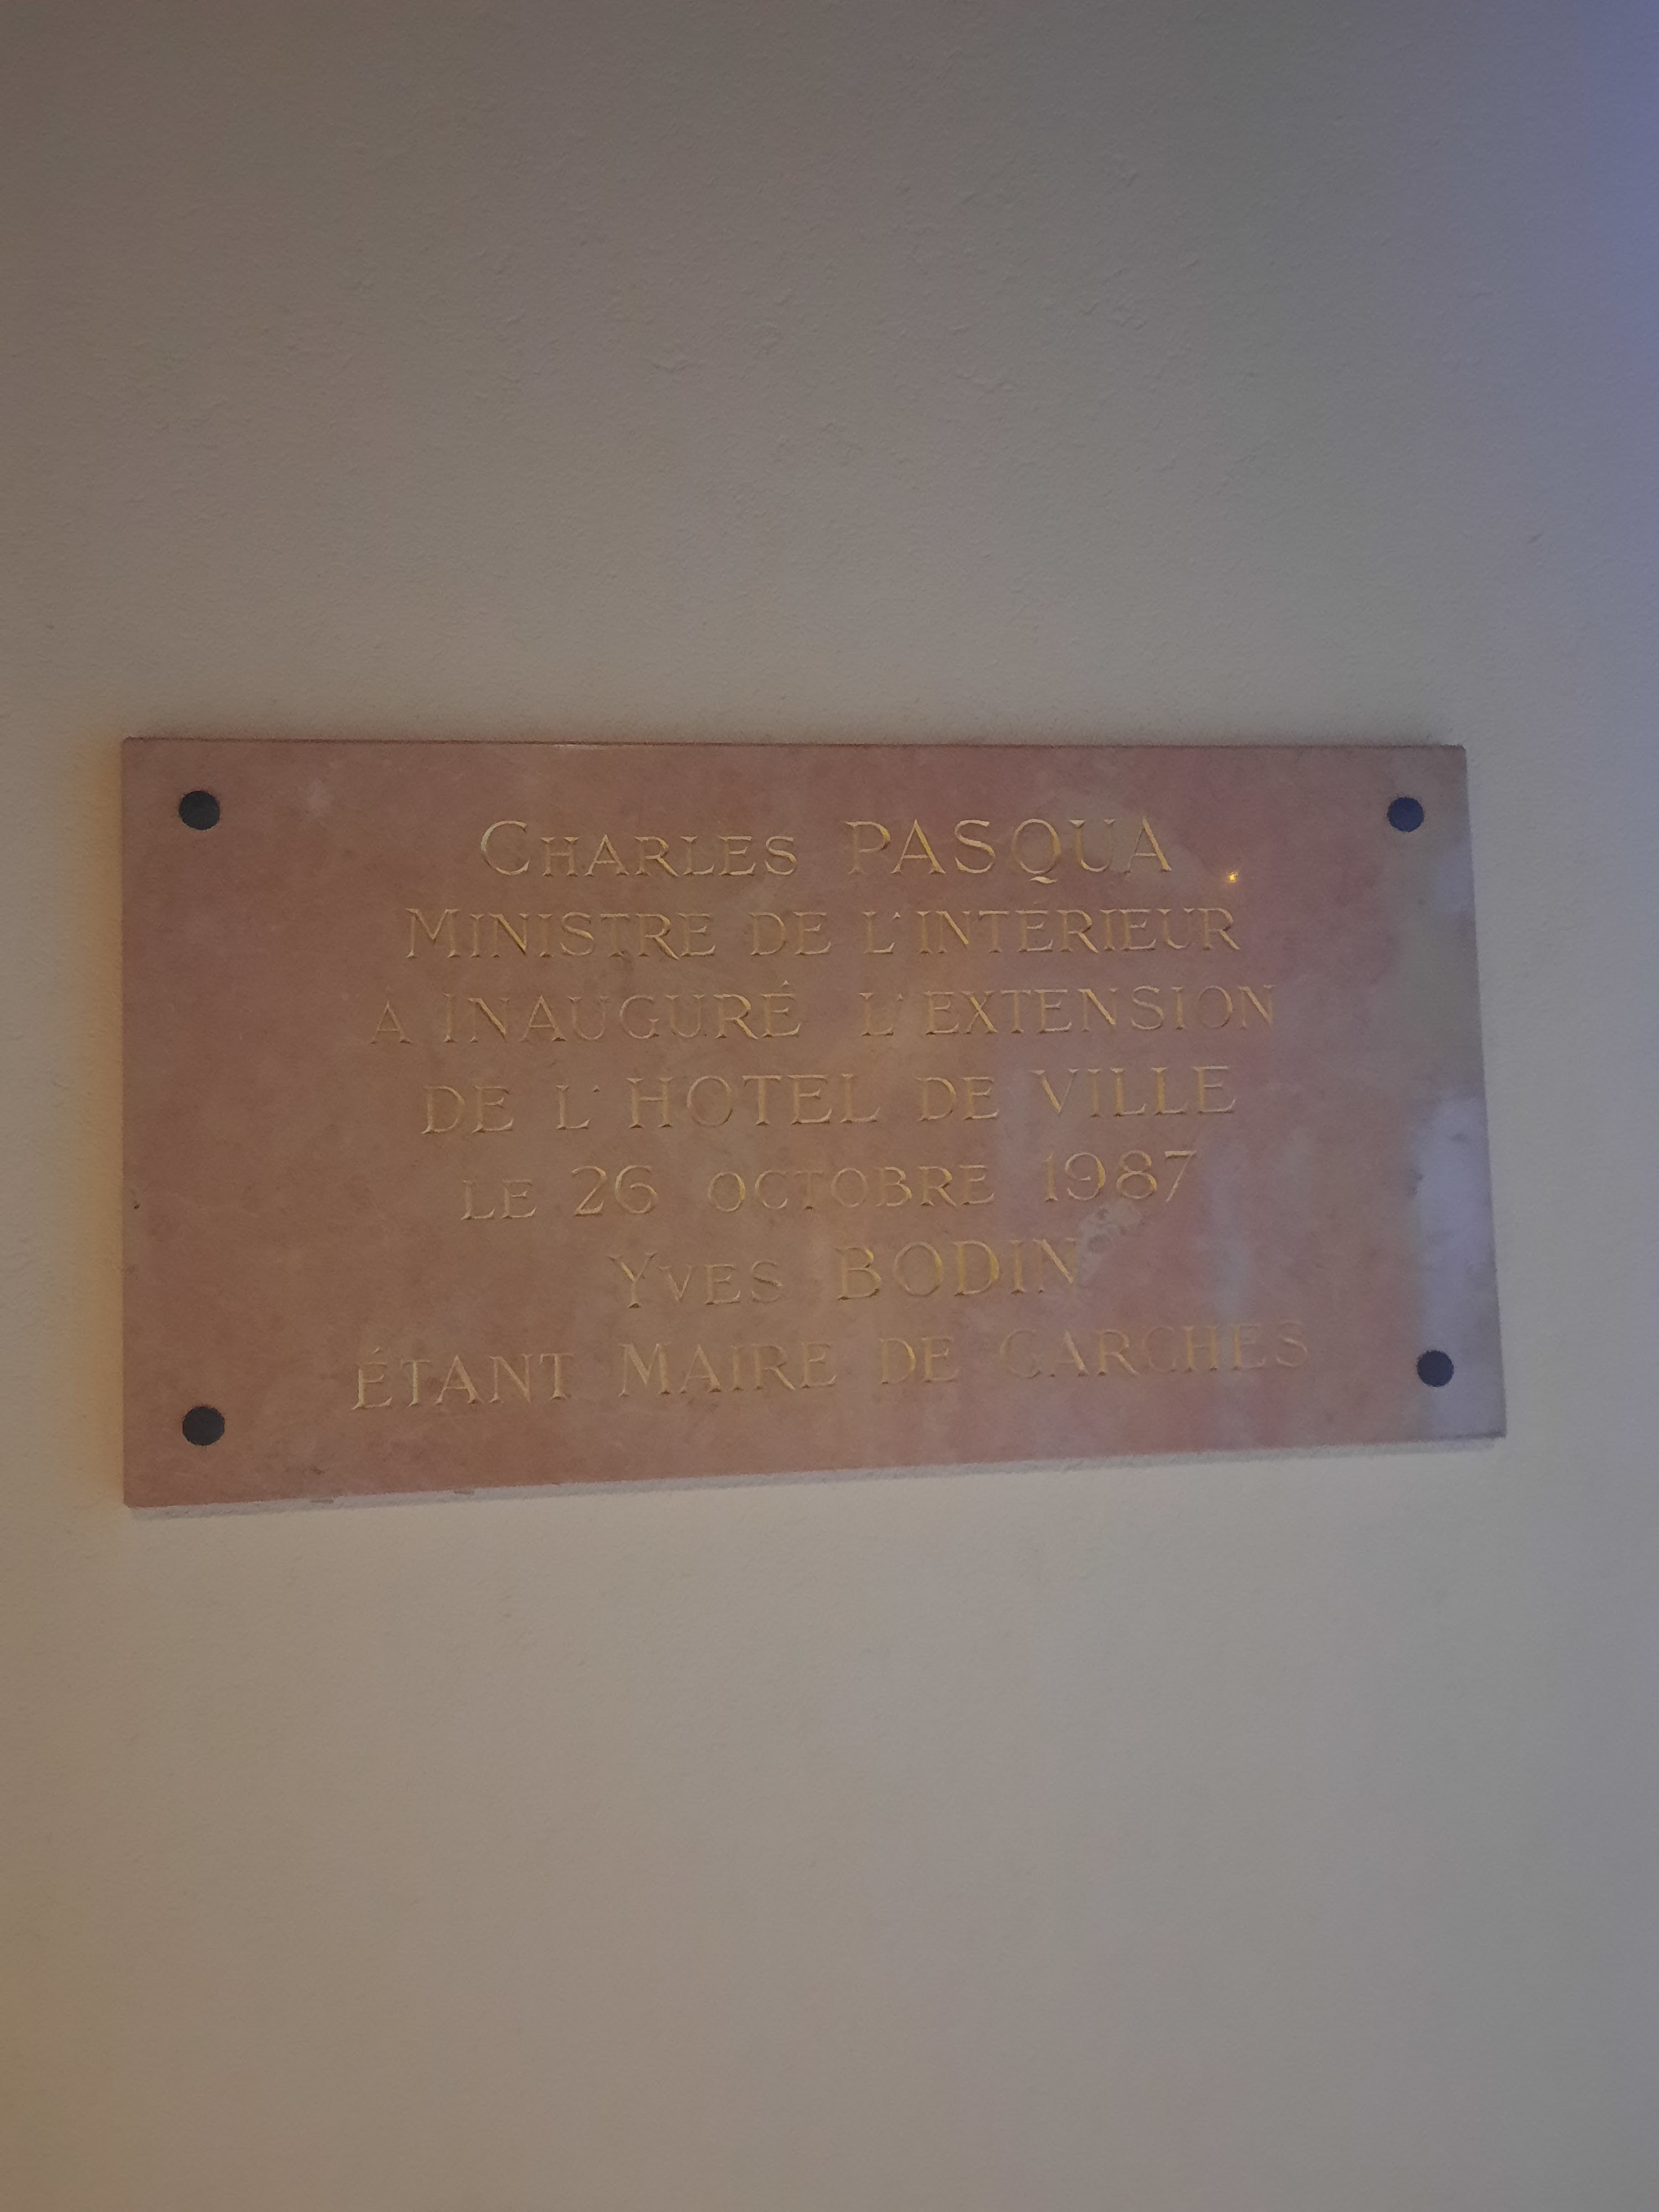 CHARLES PASQUA
MINISTRE DE L'INTÉRIEUR
A INAUGURÉ L'EXTENSION
DE L'HOTEL DE VILLE
LE 26 OCTOBRE 1987
YVES BODIN
ÉTANT MAIRE DE GARCHES